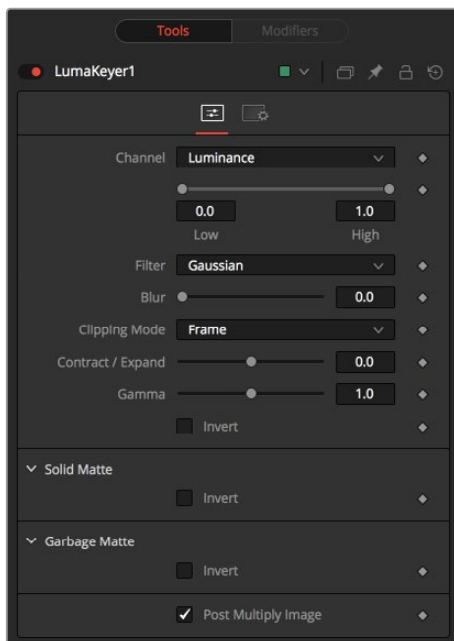 Tools Modifiers
LumaKeyer1
Channel Luminance
0.0 1.0
Low High
Filter Gaussian
Blur 0.0
Clipping Mode Frame
Contract / Expand 0.0
Gamma 1.0
Invert
Solid Matte
Invert
Garbage Matte
Invert
Post Multiply Image